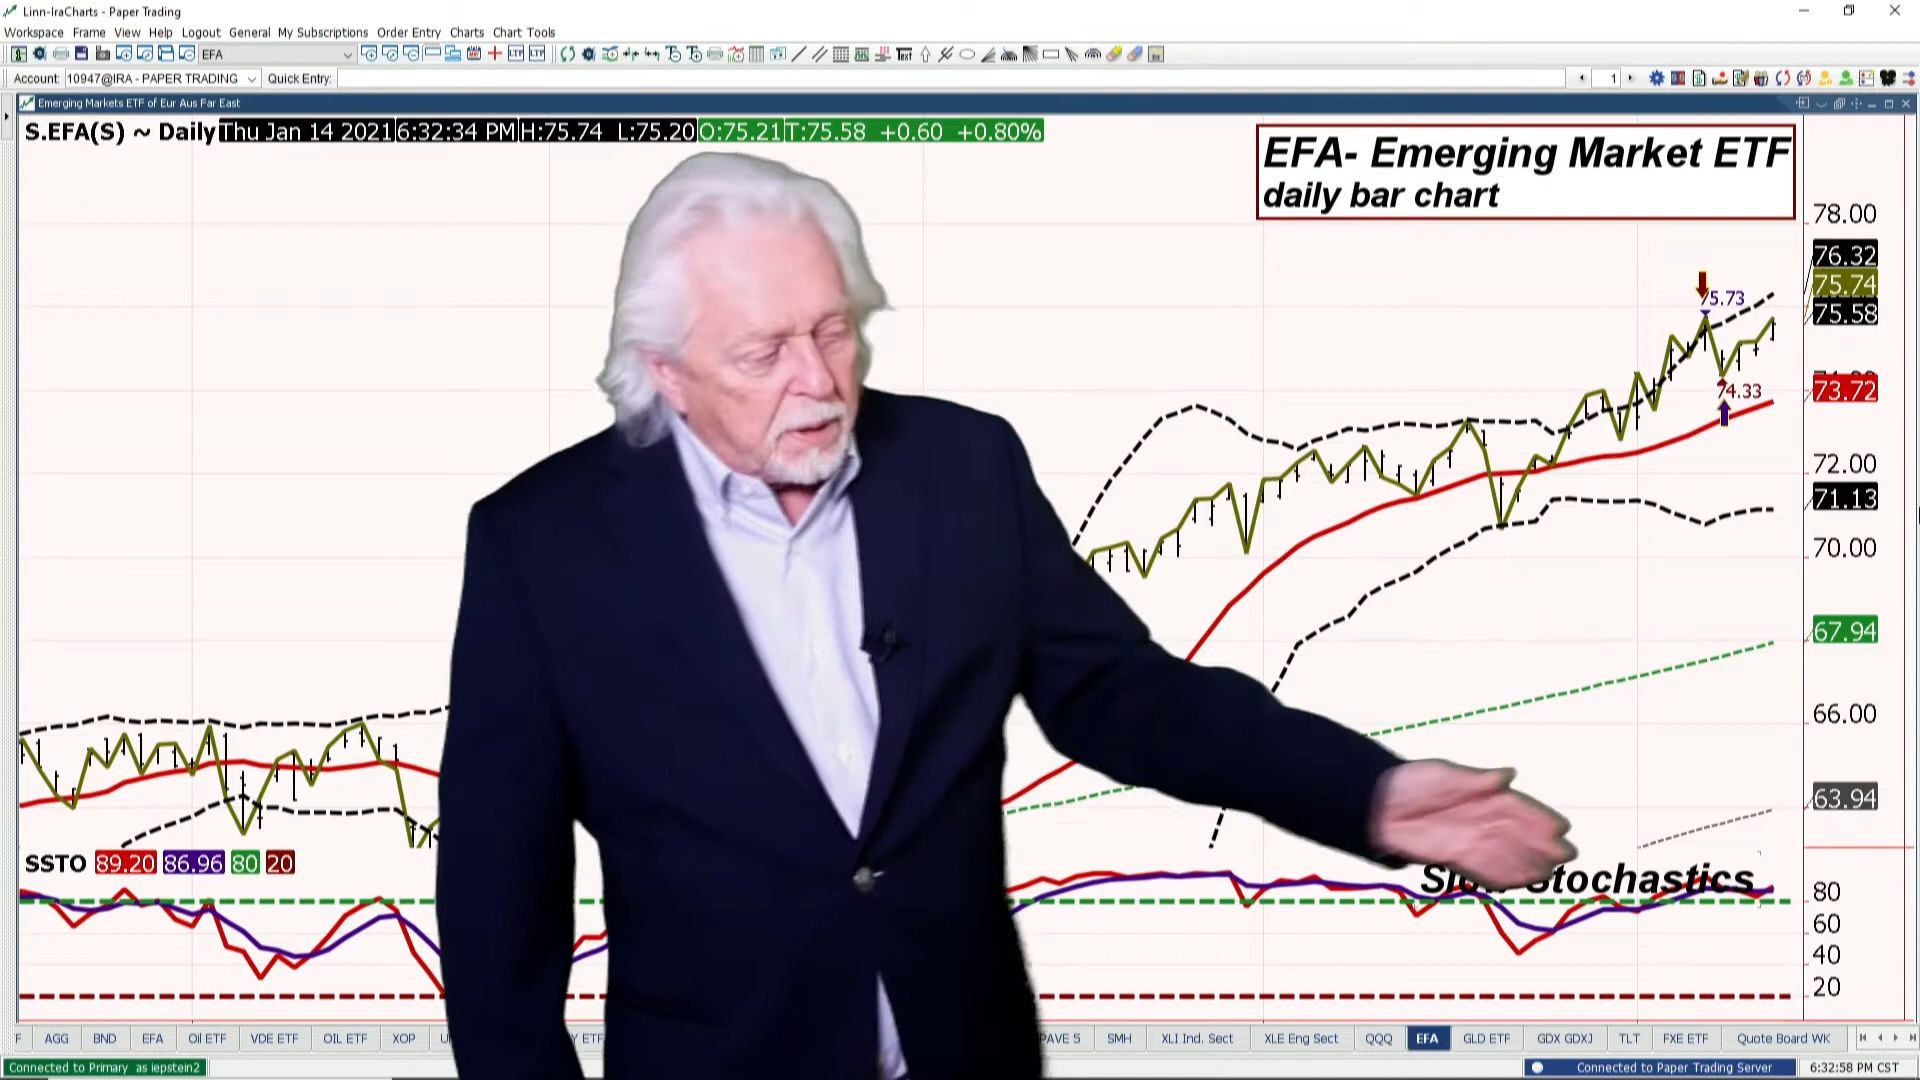 Linn-IraCharts - Paper Trading
Workspace Frame View Help Logout General My Subscriptions Order Entry Charts Chart Tools
EFA
LTP LTP
Text
Account: 10947@IRA - PAPER TRADING Quick Entry:
1
Emerging Markets ETF of Eur Aus Far East
S.EFA(S) ~ Daily Thu Jan 14 2021 6:32:34 PM H:75.74 L:75.20 O:75.21 T:75.58 +0.60 +0.80%
EFA- Emerging Market ETF
daily bar chart
78.00
76.32
75.74
75.73
75.58
74.33
73.72
72.00
71.13
70.00
67.94
66.00
63.94
SSTO 89.20 86.96 80 20
Stochastics
80
60
40
20
F AGG BND EFA Oil ETF VDE ETF OIL ETF XOP Y ETF PAVE 5 SMH XLI Ind. Sect XLE Eng Sect QQQ EFA GLD ETF GDX GDXJ TLT FXE ETF Quote Board WK
Connected to Primary as iepstein2
Connected to Paper Trading Server 6:32:58 PM CST